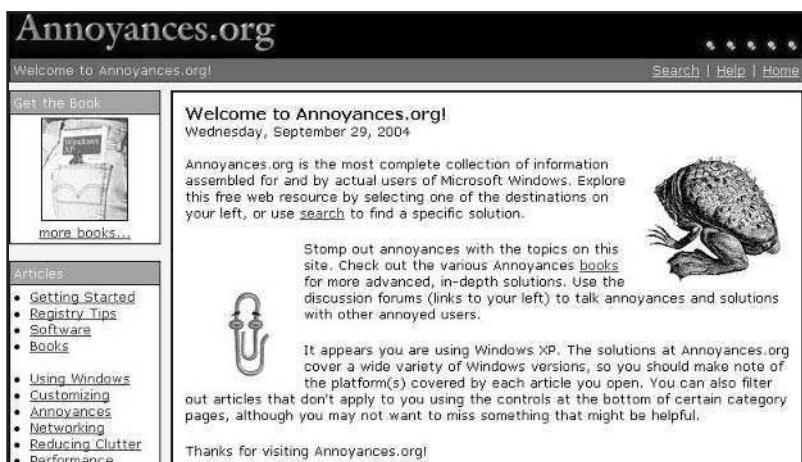 Annoyances.org
Welcome to Annoyances.org!
Search | Help | Home
Get the Book
Windows
XP
more books...
Articles
• Getting Started
• Registry Tips
• Software
• Books
• Using Windows
• Customizing
• Annoyances
• Networking
• Reducing Clutter
• Performance
Welcome to Annoyances.org!
Wednesday, September 29, 2004
Annoyances.org is the most complete collection of information
assembled for and by actual users of Microsoft Windows. Explore
this free web resource by selecting one of the destinations on
your left, or use search to find a specific solution.
Stomp out annoyances with the topics on this
site. Check out the various Annoyances books
for more advanced, in-depth solutions. Use the
discussion forums (links to your left) to talk annoyances and solutions
with other annoyed users.
It appears you are using Windows XP. The solutions at Annoyances.org
cover a wide variety of Windows versions, so you should make note of
the platform(s) covered by each article you open. You can also filter
out articles that don't apply to you using the controls at the bottom of certain category
pages, although you may not want to miss something that might be helpful.
Thanks for visiting Annoyances.org!